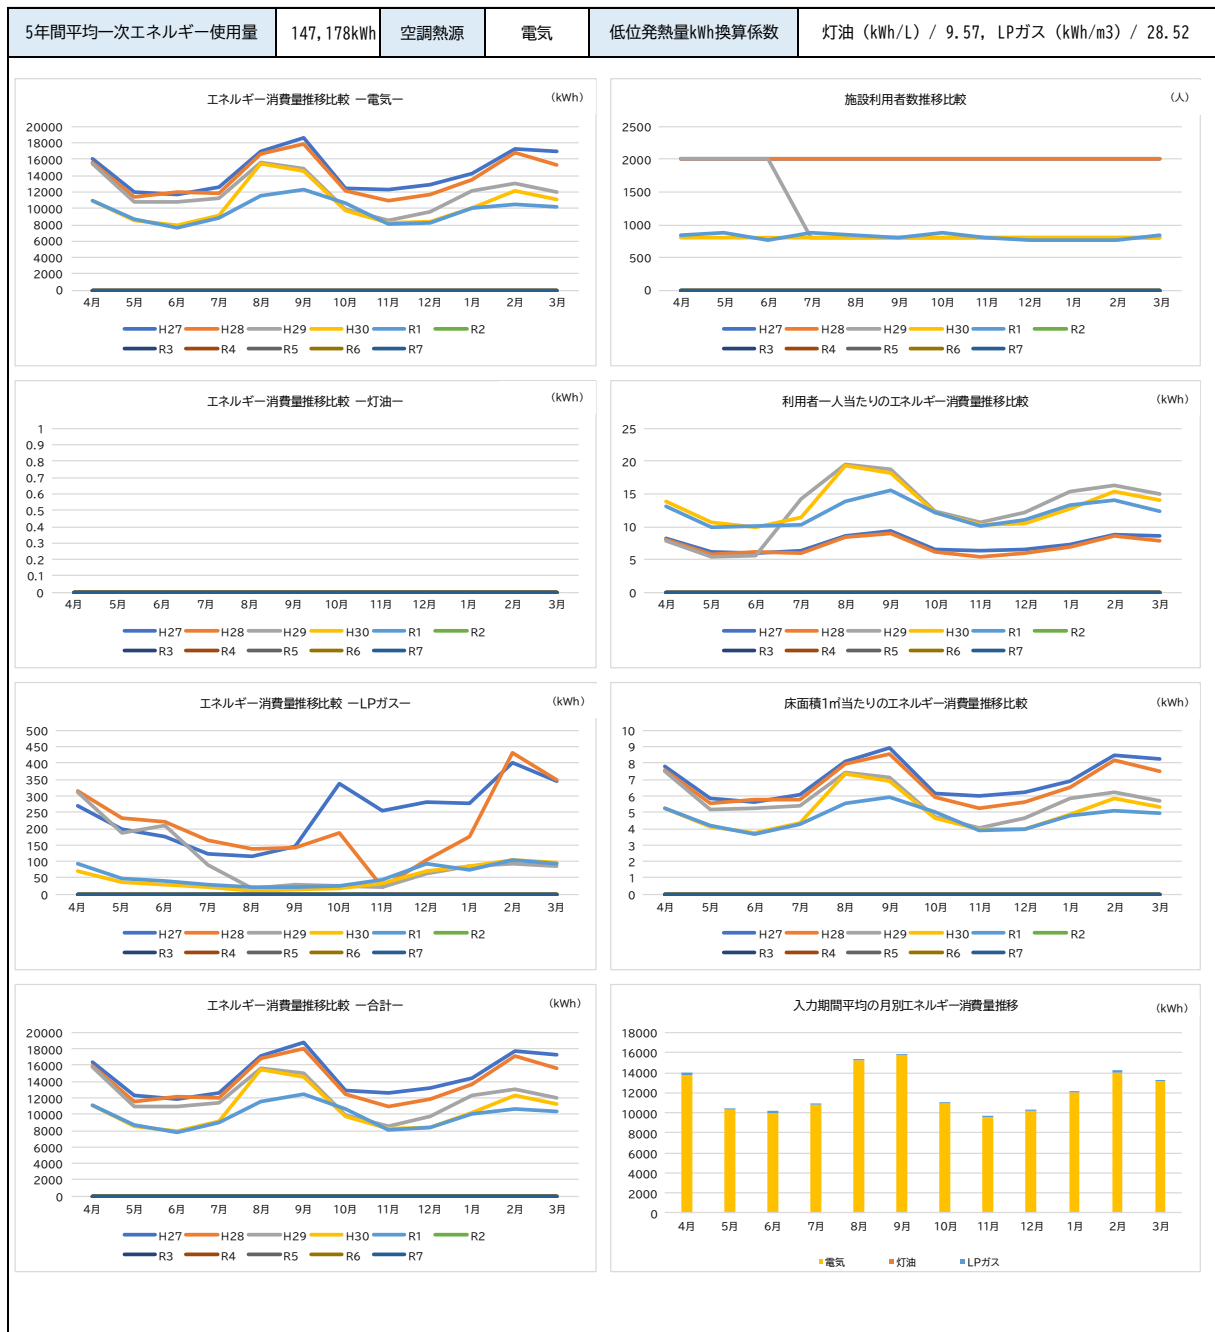 5年間平均一次エネルギー使用量 147,178kWh 空調熱源 電気 低位発熱量kWh換算係数 灯油（kWh/L）/ 9.57, LPガス（kWh/m3）/ 28.52
エネルギー消費量推移比較 ー電気ー （kWh）
20000
18000
16000
14000
12000
10000
8000
6000
4000
2000
0
4月 5月 6月 7月 8月 9月 10月 11月 12月 1月 2月 3月
H27 H28 H29 H30 R1 R2
R3 R4 R5 R6 R7
施設利用者数推移比較 （人）
2500
2000
1500
1000
500
0
4月 5月 6月 7月 8月 9月 10月 11月 12月 1月 2月 3月
H27 H28 H29 H30 R1 R2
R3 R4 R5 R6 R7
エネルギー消費量推移比較 ー灯油ー （kWh）
1
0.9
0.8
0.7
0.6
0.5
0.4
0.3
0.2
0.1
0
4月 5月 6月 7月 8月 9月 10月 11月 12月 1月 2月 3月
H27 H28 H29 H30 R1 R2
R3 R4 R5 R6 R7
利用者一人当たりのエネルギー消費量推移比較 （kWh）
25
20
15
10
5
0
4月 5月 6月 7月 8月 9月 10月 11月 12月 1月 2月 3月
H27 H28 H29 H30 R1 R2
R3 R4 R5 R6 R7
エネルギー消費量推移比較 ーLPガスー （kWh）
500
450
400
350
300
250
200
150
100
50
0
4月 5月 6月 7月 8月 9月 10月 11月 12月 1月 2月 3月
H27 H28 H29 H30 R1 R2
R3 R4 R5 R6 R7
床面積1㎡当たりのエネルギー消費量推移比較 （kWh）
10
9
8
7
6
5
4
3
2
1
0
4月 5月 6月 7月 8月 9月 10月 11月 12月 1月 2月 3月
H27 H28 H29 H30 R1 R2
R3 R4 R5 R6 R7
エネルギー消費量推移比較 ー合計ー （kWh）
20000
18000
16000
14000
12000
10000
8000
6000
4000
2000
0
4月 5月 6月 7月 8月 9月 10月 11月 12月 1月 2月 3月
H27 H28 H29 H30 R1 R2
R3 R4 R5 R6 R7
入力期間平均の月別エネルギー消費量推移 （kWh）
18000
16000
14000
12000
10000
8000
6000
4000
2000
0
4月 5月 6月 7月 8月 9月 10月 11月 12月 1月 2月 3月
電気 灯油 LPガス